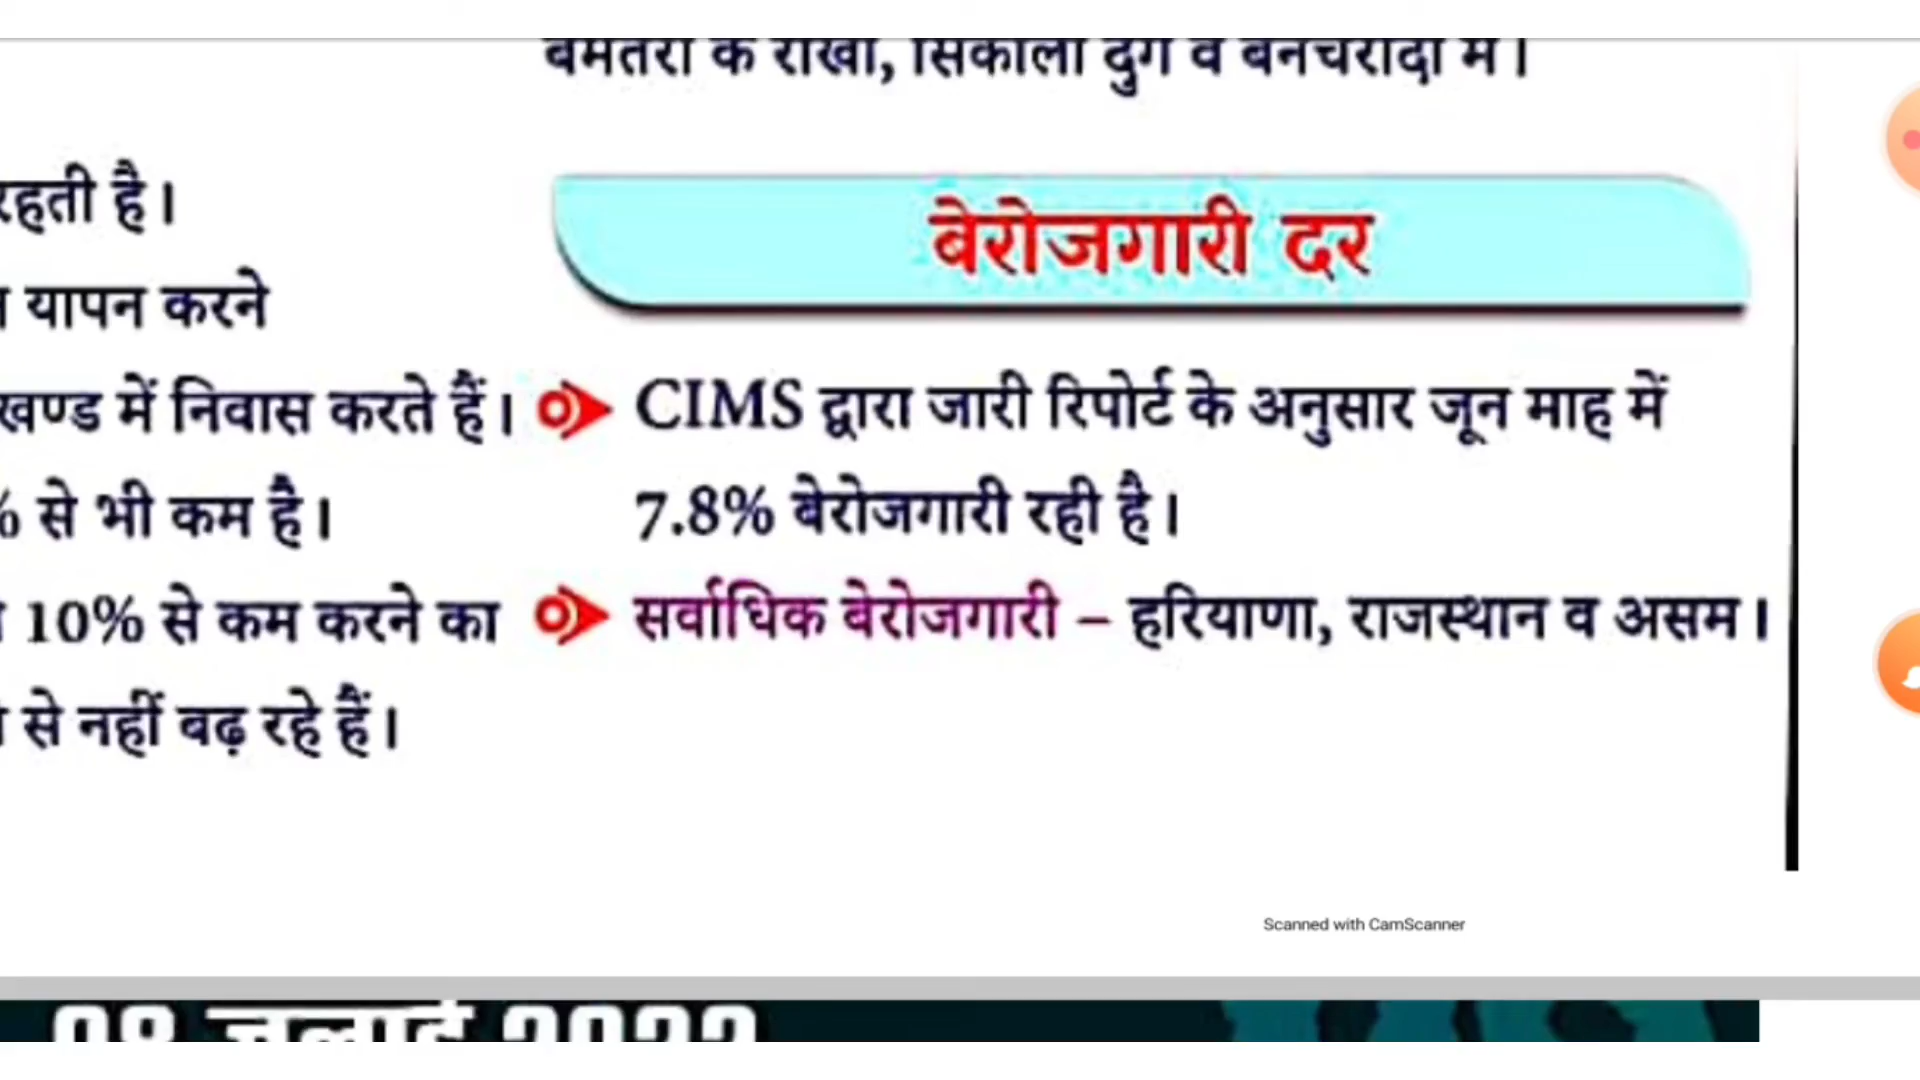 रहती है।
यापन करने
खण्ड में निवास करते हैं।
% से भी कम है।
10% से कम करने का
से नहीं बढ़ रहे हैं।
व
बेरोजगारी दर
CIMS द्वारा जारी रिपोर्ट के अनुसार जून माह में
7.8% बेरोजगारी रही है।
सर्वाधिक बेरोजगारी – हरियाणा, राजस्थान व असम।
Scanned with CamScanner